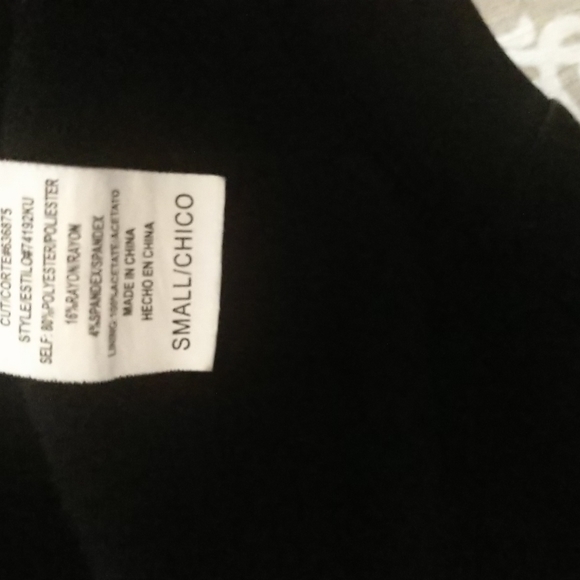 CUT/CORTE#636875
STYLE/ESTILO#74192KU
SELF: 80%POLYESTER/POLIESTER
16%RAYON/RAYON
4%SPANDEX/SPANDEX
LINING:100%ACETATE/ACETATO
MADE IN CHINA
HECHO EN CHINA
SMALL/CHICO